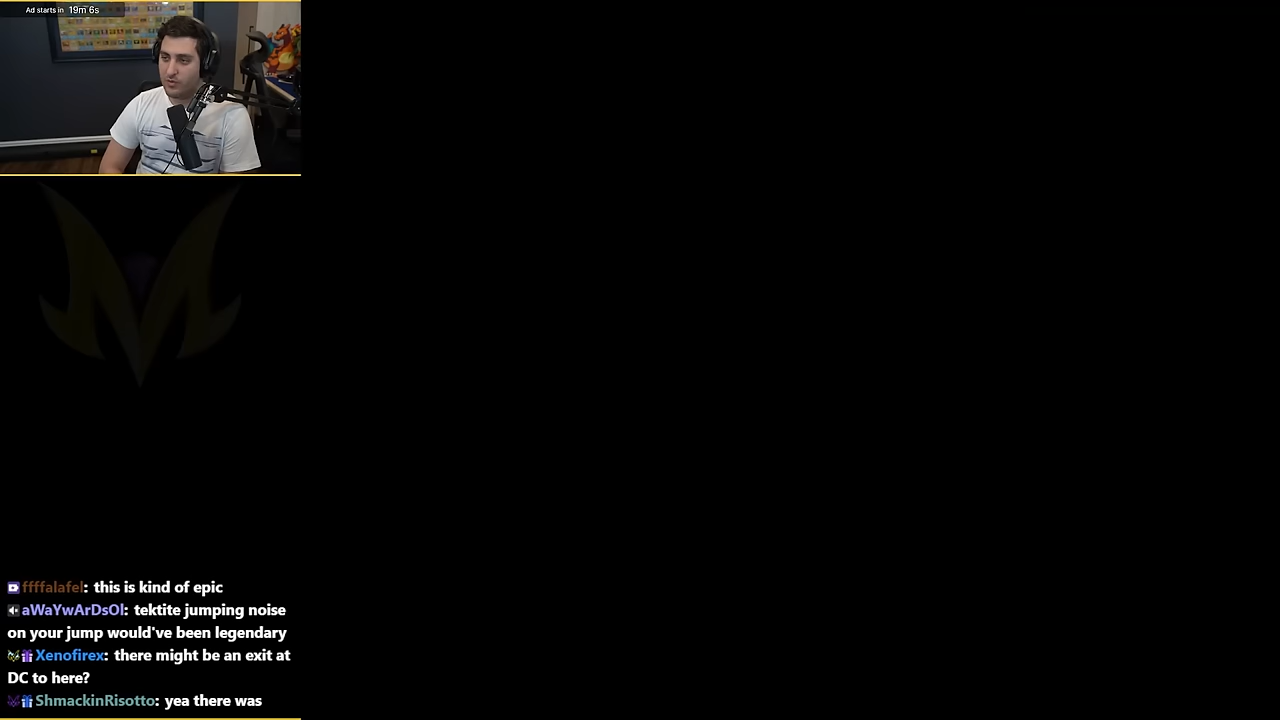 Ad starts in 19m 6s
ffffalafel: this is kind of epic
aWaYwArDsOl: tektite jumping noise
on your jump would've been legendary
Xenofirex: there might be an exit at
DC to here?
ShmackinRisotto: yea there was